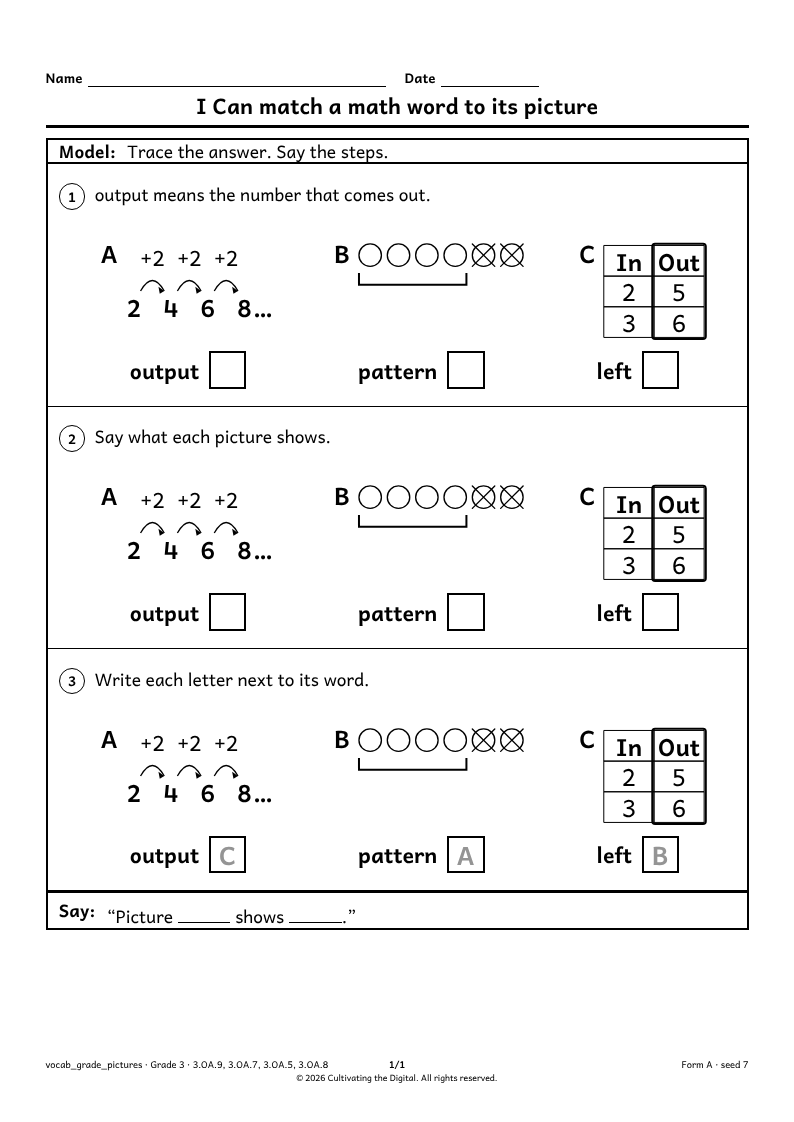 Name Date
I Can match a math word to its picture
Model: Trace the answer. Say the steps.
1 output means the number that comes out.
A +2 +2 +2
2 4 6 8...
B
C In Out
2 5
3 6
output pattern left
2 Say what each picture shows.
A +2 +2 +2
2 4 6 8...
B
C In Out
2 5
3 6
output pattern left
3 Write each letter next to its word.
A +2 +2 +2
2 4 6 8...
B
C In Out
2 5
3 6
output C pattern A left B
Say: “Picture _____ shows _____.”
vocab_grade_pictures · Grade 3 · 3.OA.9, 3.OA.7, 3.OA.5, 3.OA.8 1/1 Form A · seed 7
© 2026 Cultivating the Digital. All rights reserved.